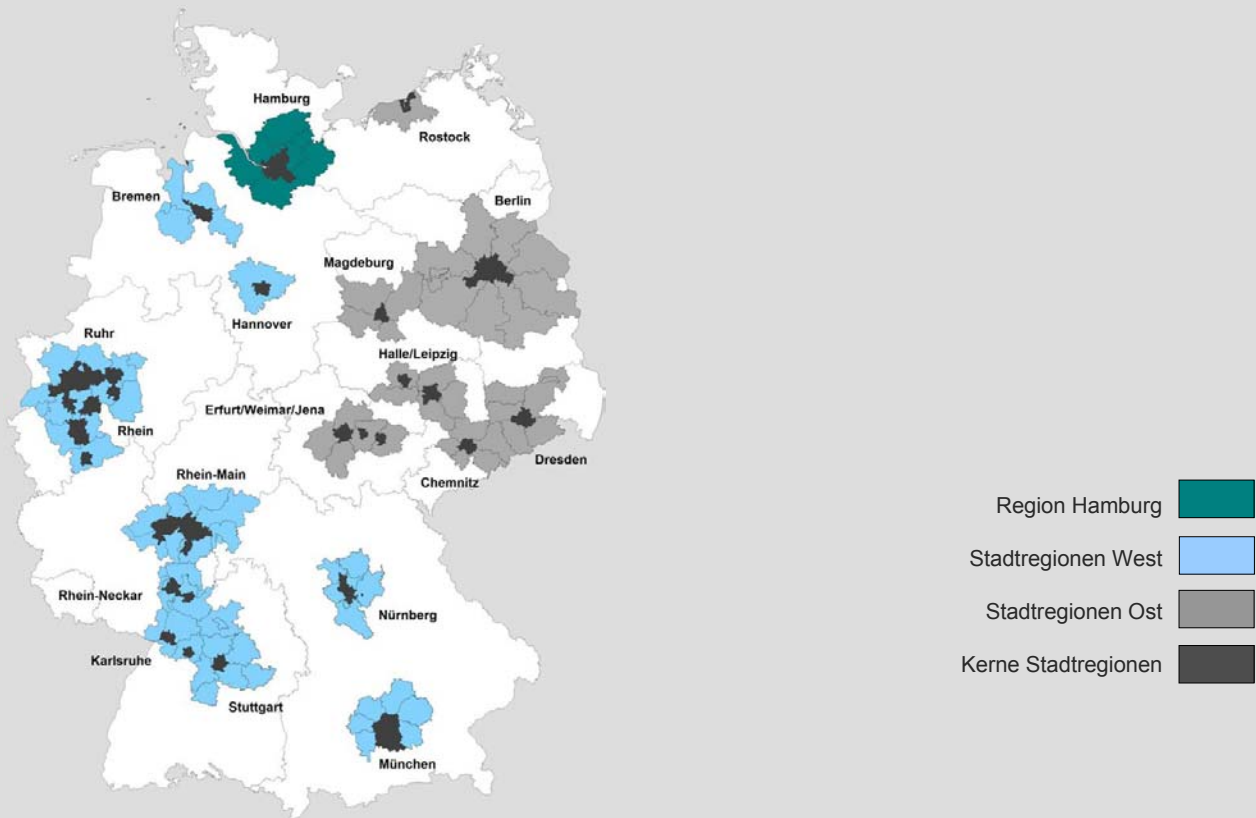 Hamburg
Rostock
Bremen
Berlin
Magdeburg
Hannover
Ruhr
Halle/Leipzig
Erfurt/Weimar/Jena
Rhein
Dresden
Rhein-Main
Chemnitz
Region Hamburg
Stadtregionen West
Rhein-Neckar
Nürnberg
Stadtregionen Ost
Karlsruhe
Kerne Stadtregionen
Stuttgart
München